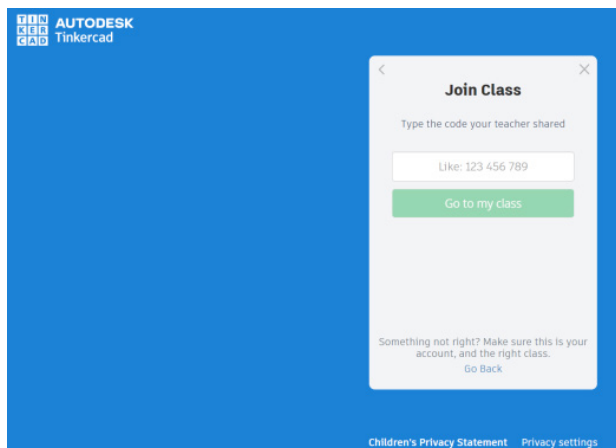 TIN
KER
CAD
AUTODESK
Tinkercad
Join Class
Type the code your teacher shared
Like: 123 456 789
Go to my class
Something not right? Make sure this is your
account, and the right class.
Go Back
Children's Privacy Statement Privacy settings